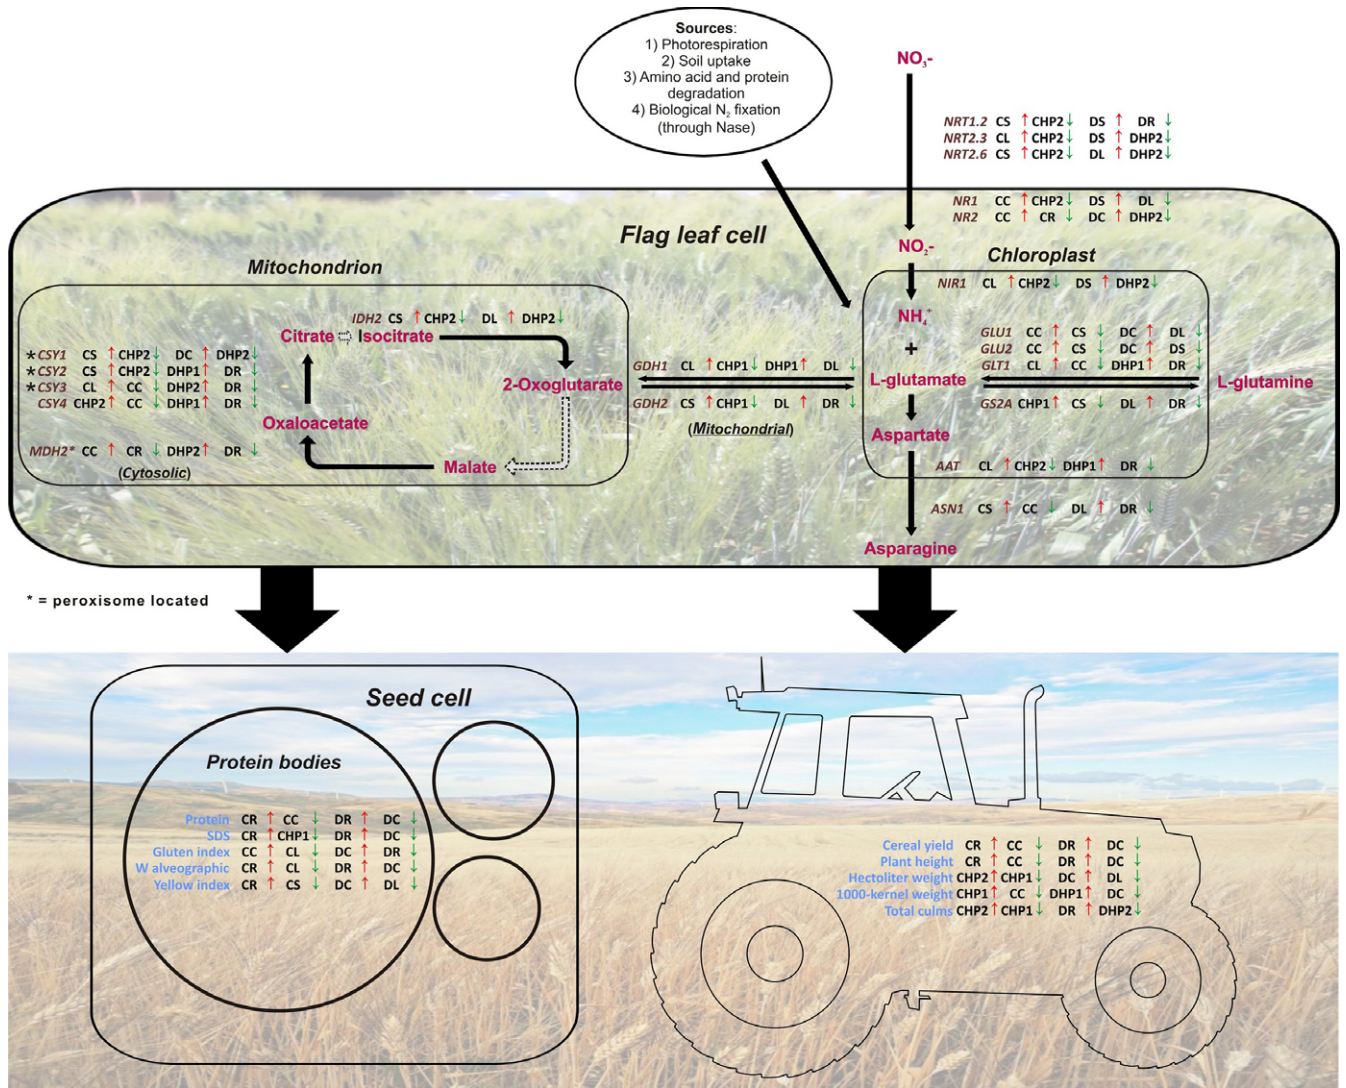 Sources:
1) Photorespiration
2) Soil uptake
3) Amino acid and protein
degradation
4) Biological N₂ fixation
(through Nase)
NO₃-
NRT1.2 CS ↑ CHP2 ↓ DS ↑ DR ↓
NRT2.3 CL ↑ CHP2 ↓ DS ↑ DHP2 ↓
NRT2.6 CS ↑ CHP2 ↓ DL ↑ DHP2 ↓
NR1 CC ↑ CHP2 ↓ DS ↑ DL ↓
NR2 CC ↑ CR ↓ DC ↑ DHP2 ↓
Flag leaf cell
NO₂-
Chloroplast
NIR1 CL ↑ CHP2 ↓ DS ↑ DHP2 ↓
NH₄⁺
+
GLU1 CC ↑ CS ↓ DC ↑ DL ↓
GLU2 CC ↑ CS ↓ DC ↑ DS ↓
GLT1 CL ↑ CC ↓ DHP1 ↑ DR ↓
L-glutamate
L-glutamine
GS2A CHP1 ↑ CS ↓ DL ↑ DR ↓
Aspartate
AAT CL ↑ CHP2 ↓ DHP1 ↑ DR ↓
ASN1 CS ↑ CC ↓ DL ↑ DR ↓
Asparagine
Mitochondrion
IDH2 CS ↑ CHP2 ↓ DL ↑ DHP2 ↓
Citrate ⇨ Isocitrate
*CSY1 CS ↑ CHP2 ↓ DC ↑ DHP2 ↓
*CSY2 CS ↑ CHP2 ↓ DHP1 ↑ DR ↓
*CSY3 CL ↑ CC ↓ DHP2 ↑ DR ↓
CSY4 CHP2 ↑ CC ↓ DHP1 ↑ DR ↓
2-Oxoglutarate
Oxaloacetate
MDH2* CC ↑ CR ↓ DHP2 ↑ DR ↓
(Cytosolic)
Malate
GDH1 CL ↑ CHP1 ↓ DHP1 ↑ DL ↓
GDH2 CS ↑ CHP1 ↓ DL ↑ DR ↓
(Mitochondrial)
* = peroxisome located
Seed cell
Protein bodies
Protein CR ↑ CC ↓ DR ↑ DC ↓
SDS CR ↑ CHP1 ↓ DR ↑ DC ↓
Gluten index CC ↑ CL ↓ DC ↑ DR ↓
W alveographic CR ↑ CL ↓ DR ↑ DC ↓
Yellow index CR ↑ CS ↓ DC ↑ DL ↓
Cereal yield CR ↑ CC ↓ DR ↑ DC ↓
Plant height CR ↑ CC ↓ DR ↑ DC ↓
Hectoliter weight CHP2 ↑ CHP1 ↓ DC ↑ DL ↓
1000-kernel weight CHP1 ↑ CC ↓ DHP1 ↑ DC ↓
Total culms CHP2 ↑ CHP1 ↓ DR ↑ DHP2 ↓